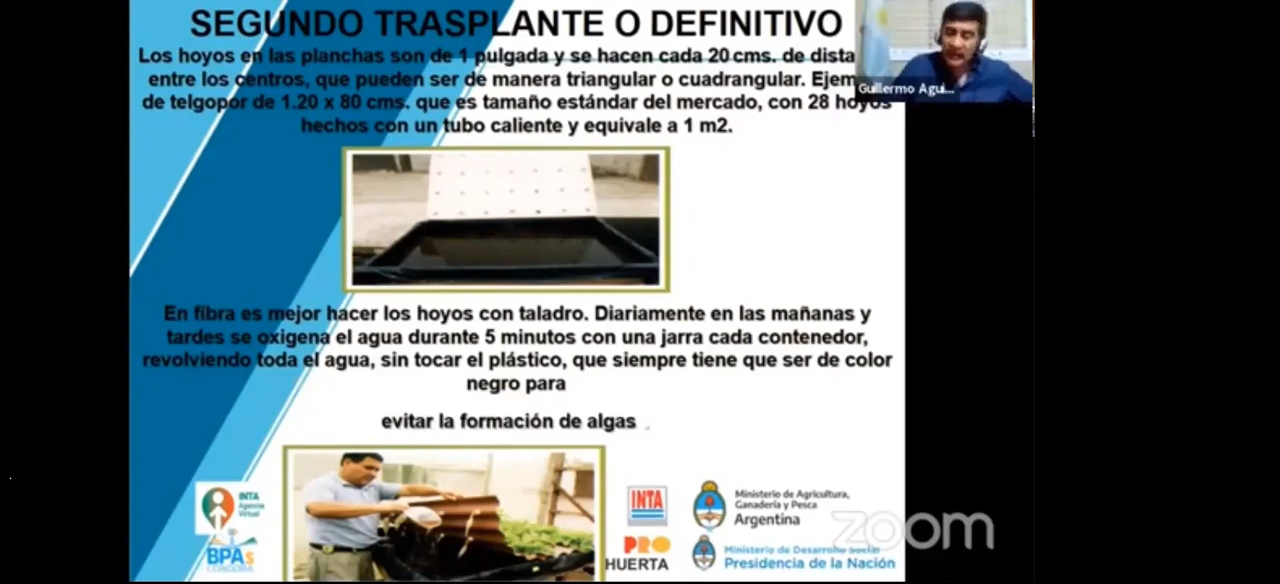 SEGUNDO TRASPLANTE O DEFINITIVO
Los hoyos en las planchas son de 1 pulgada y se hacen cada 20 cms. de dista
entre los centros, que pueden ser de manera triangular o cuadrangular. Ejem
Guillermo Agui...
de telgopor de 1.20 x 80 cms. que es tamaño estándar del mercado, con 28 hoyos
hechos con un tubo caliente y equivale a 1 m2.
En fibra es mejor hacer los hoyos con taladro. Diariamente en las mañanas y
tardes se oxigena el agua durante 5 minutos con una jarra cada contenedor,
revolviendo toda el agua, sin tocar el plástico, que siempre tiene que ser de color
negro para
evitar la formación de algas .
INTA
Agencia
Virtual
BPAs
CÓRDOBA
INTA
PRO
HUERTA
Ministerio de Agricultura,
Ganadería y Pesca
Argentina
Ministerio de Desarrollo Social
Presidencia de la Nación
zoom